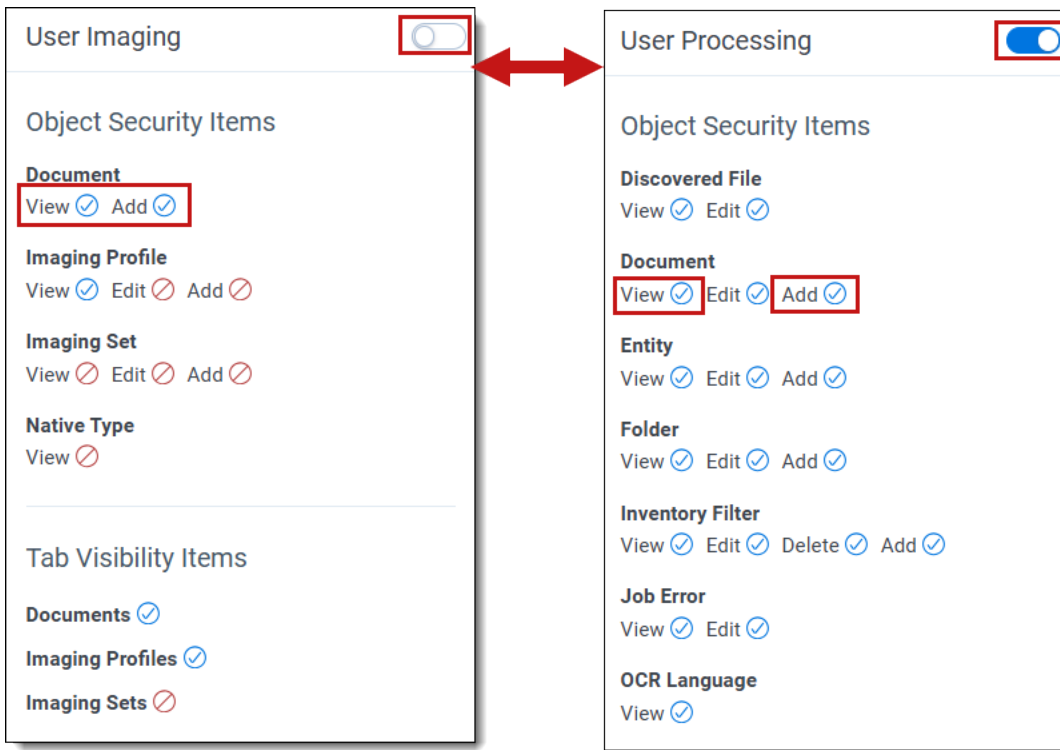 User Imaging
Object Security Items
Document
View Add
Imaging Profile
View Edit Add
Imaging Set
View Edit Add
Native Type
View
Tab Visibility Items
Documents
Imaging Profiles
Imaging Sets
User Processing
Object Security Items
Discovered File
View Edit
Document
View Edit Add
Entity
View Edit Add
Folder
View Edit Add
Inventory Filter
View Edit Delete Add
Job Error
View Edit
OCR Language
View